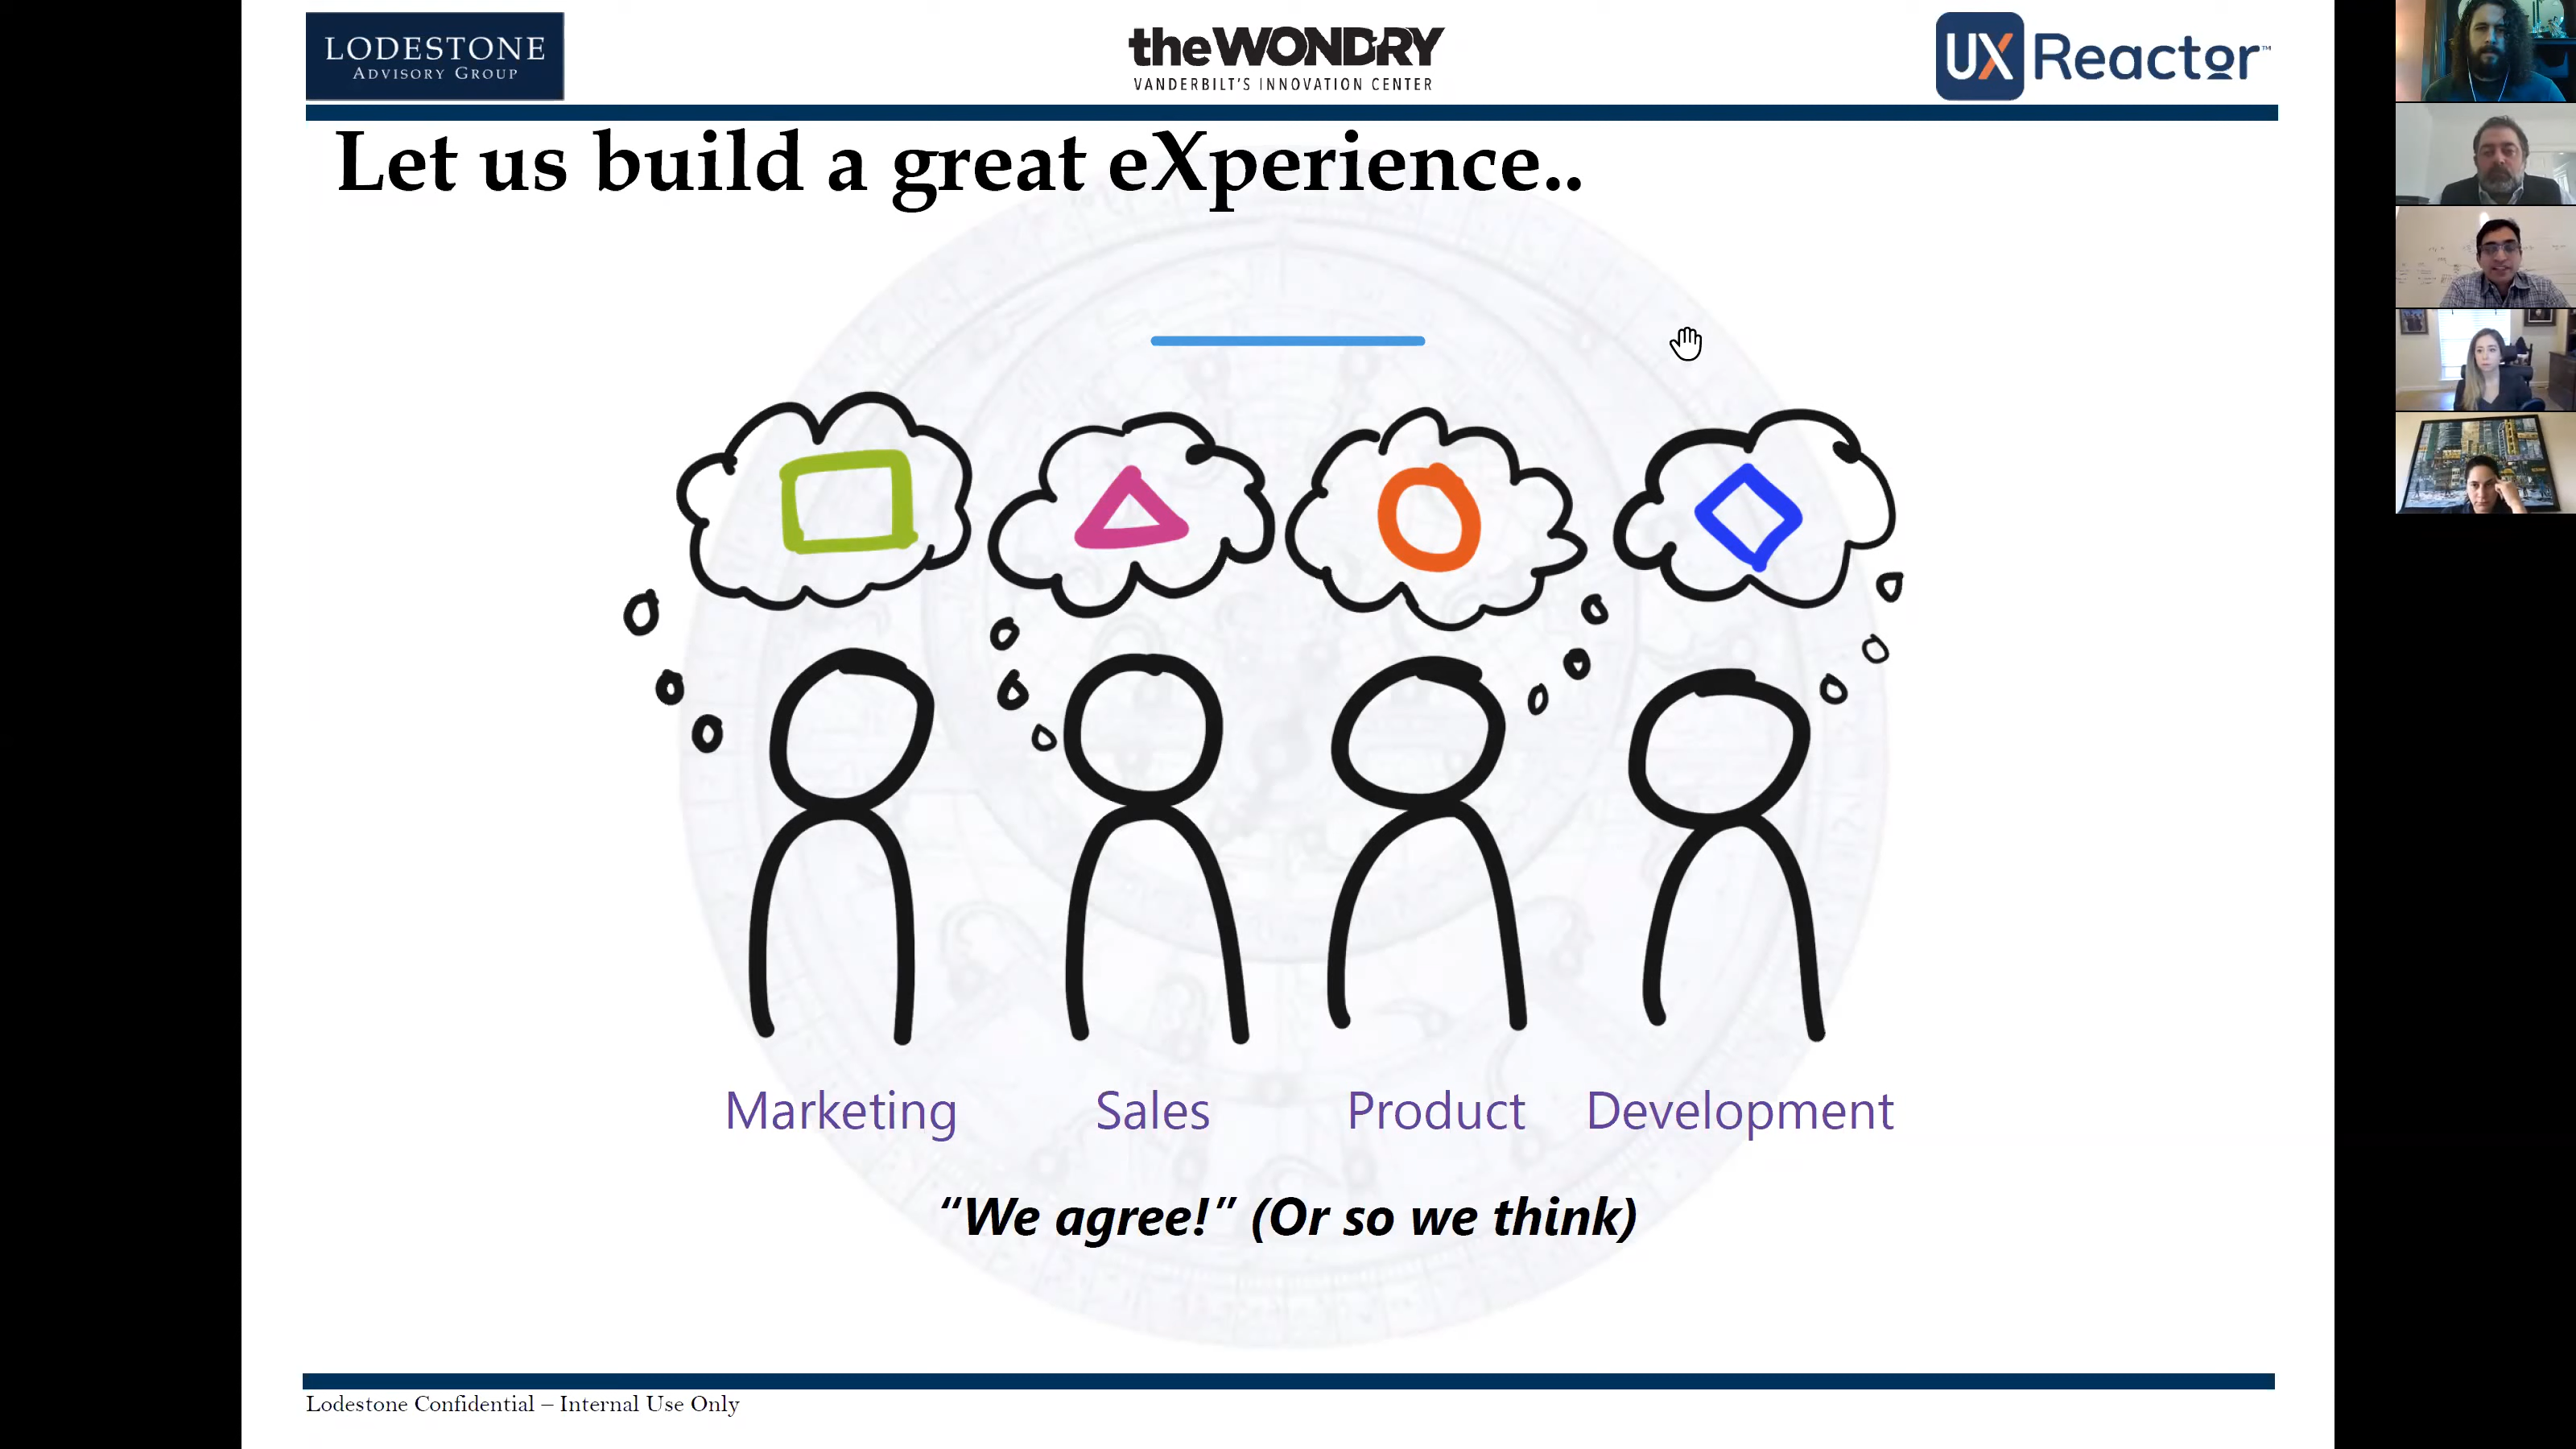 LODESTONE
ADVISORY GROUP
theWONDRY
VANDERBILT'S INNOVATION CENTER
UX Reactor™
Let us build a great eXperience..
Marketing Sales Product Development
“We agree!” (Or so we think)
Lodestone Confidential – Internal Use Only